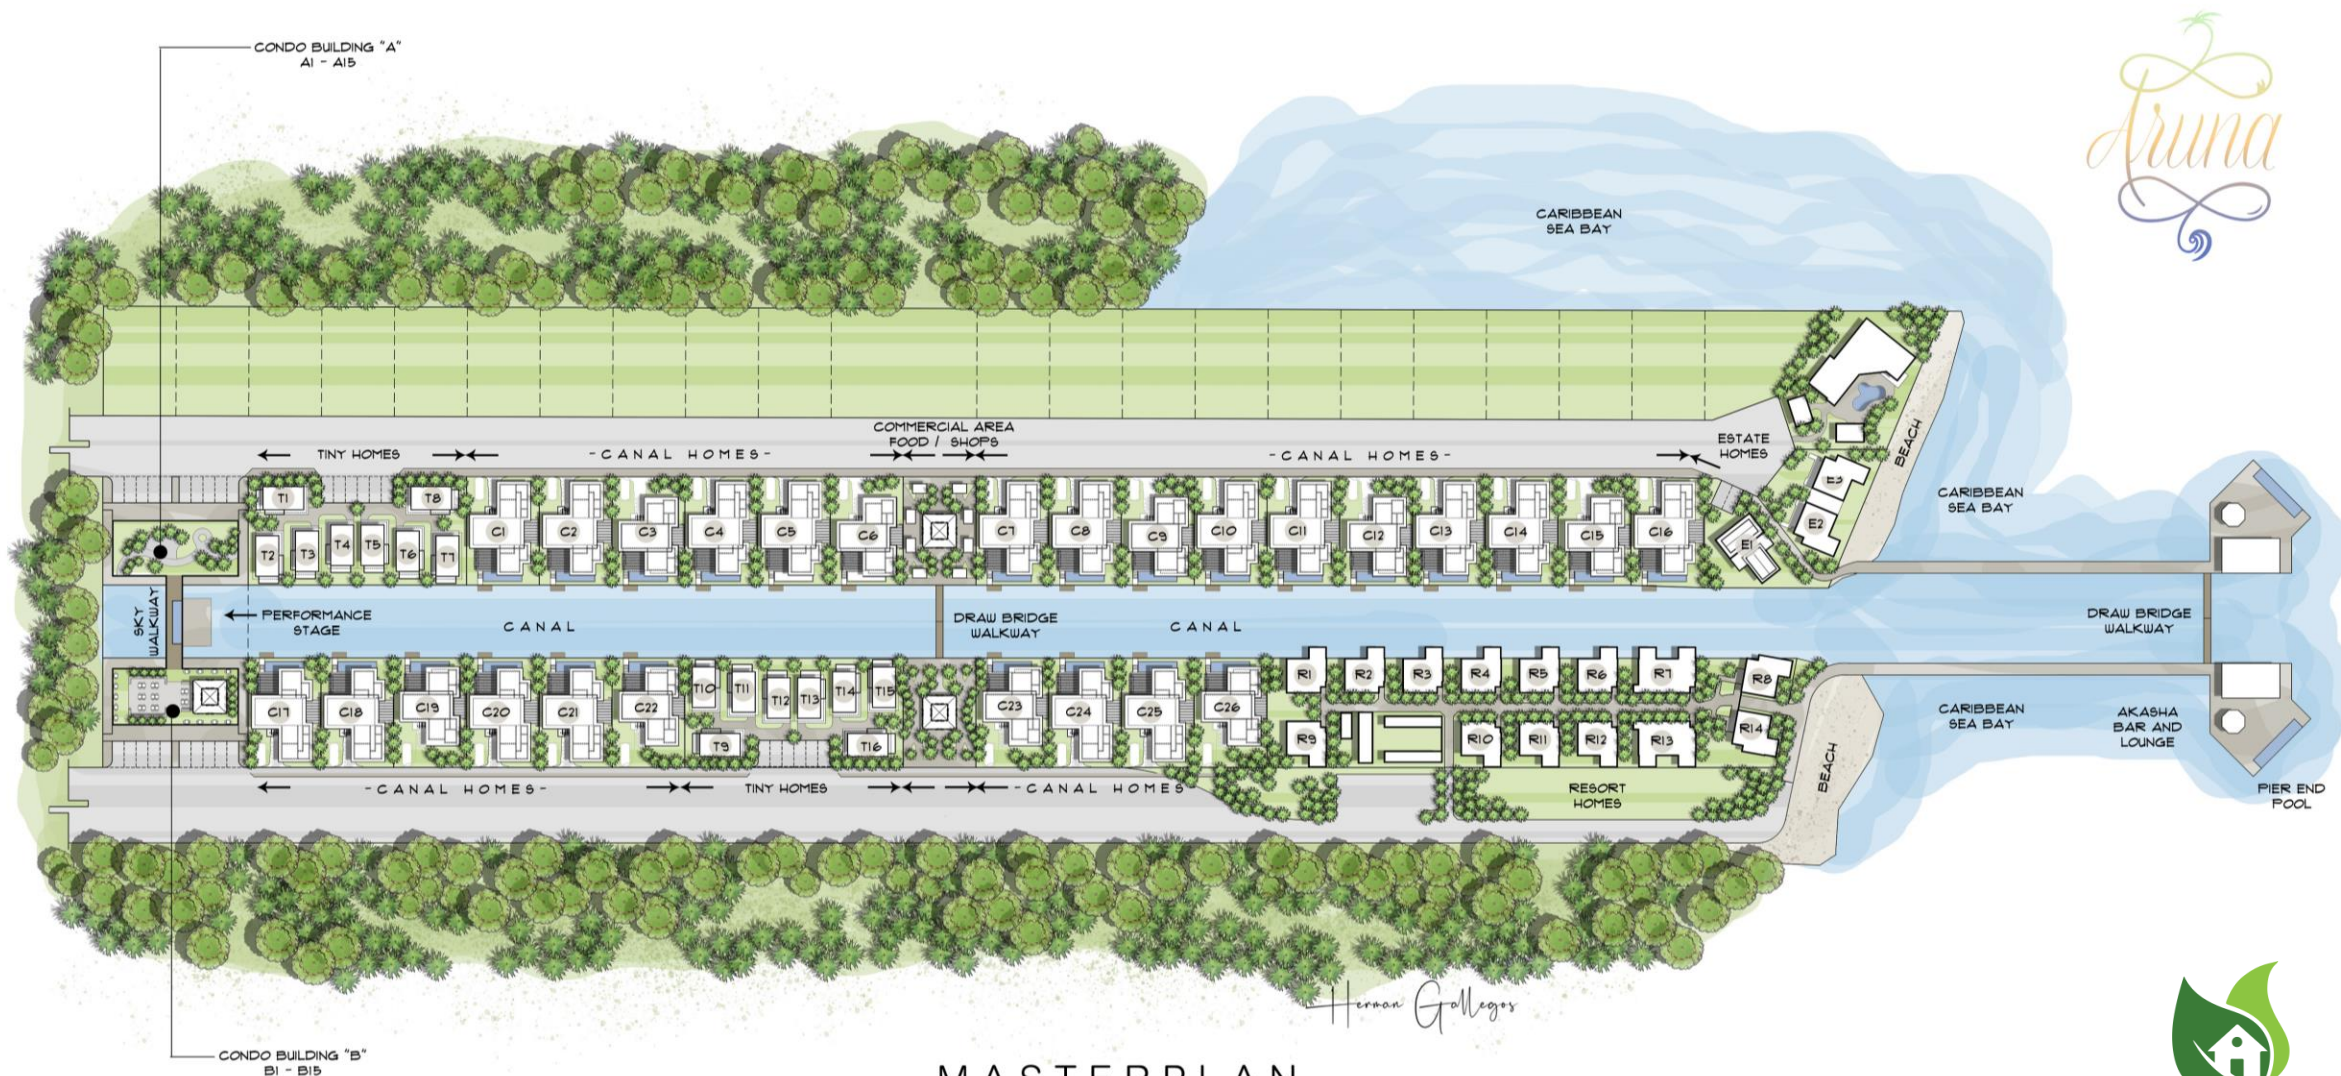 CONDO BUILDING "A"
A1 - A15
Aruna
CARIBBEAN
SEA BAY
COMMERCIAL AREA
FOOD / SHOPS
TINY HOMES
-CANAL HOMES-
-CANAL HOMES-
ESTATE
HOMES
BEACH
CARIBBEAN
SEA BAY
T1
T8
T2
T3
T4
T5
T6
T7
C1
C2
C3
C4
C5
C6
C7
C8
C9
C10
C11
C12
C13
C14
C15
C16
E1
E2
E3
SKY
WALKWAY
PERFORMANCE
STAGE
CANAL
DRAW BRIDGE
WALKWAY
CANAL
DRAW BRIDGE
WALKWAY
C17
C18
C19
C20
C21
C22
T10
T11
T12
T13
T14
T15
T9
T16
C23
C24
C25
C26
R1
R2
R3
R4
R5
R6
R7
R8
R9
R10
R11
R12
R13
R14
CARIBBEAN
SEA BAY
AKASHA
BAR AND
LOUNGE
BEACH
PIER END
POOL
-CANAL HOMES-
TINY HOMES
-CANAL HOMES
RESORT
HOMES
Herman Gallegos
CONDO BUILDING "B"
B1 - B15
MASTERPLAN